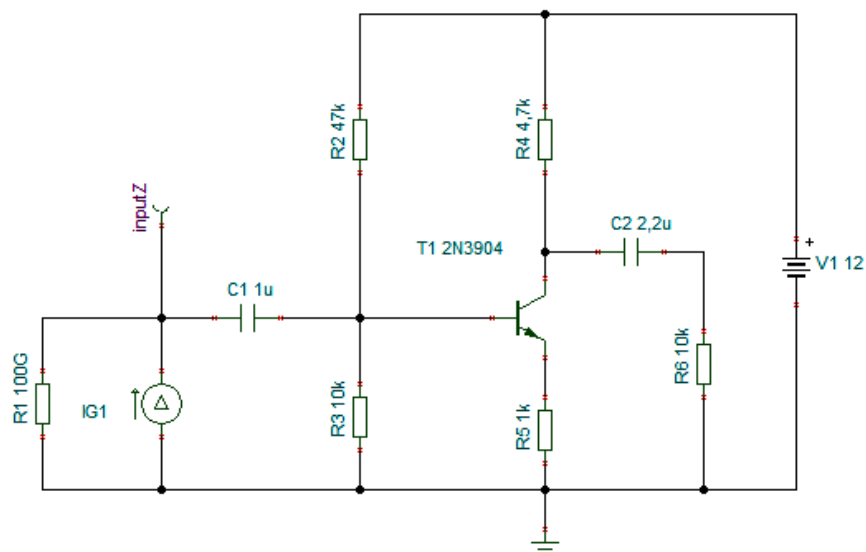 R2 47k
R4 4,7k
inputZ
C2 2,2u
T1 2N3904
+
V1 12
C1 1u
R1 100G
IG1
R3 10k
R5 1k
R6 10k